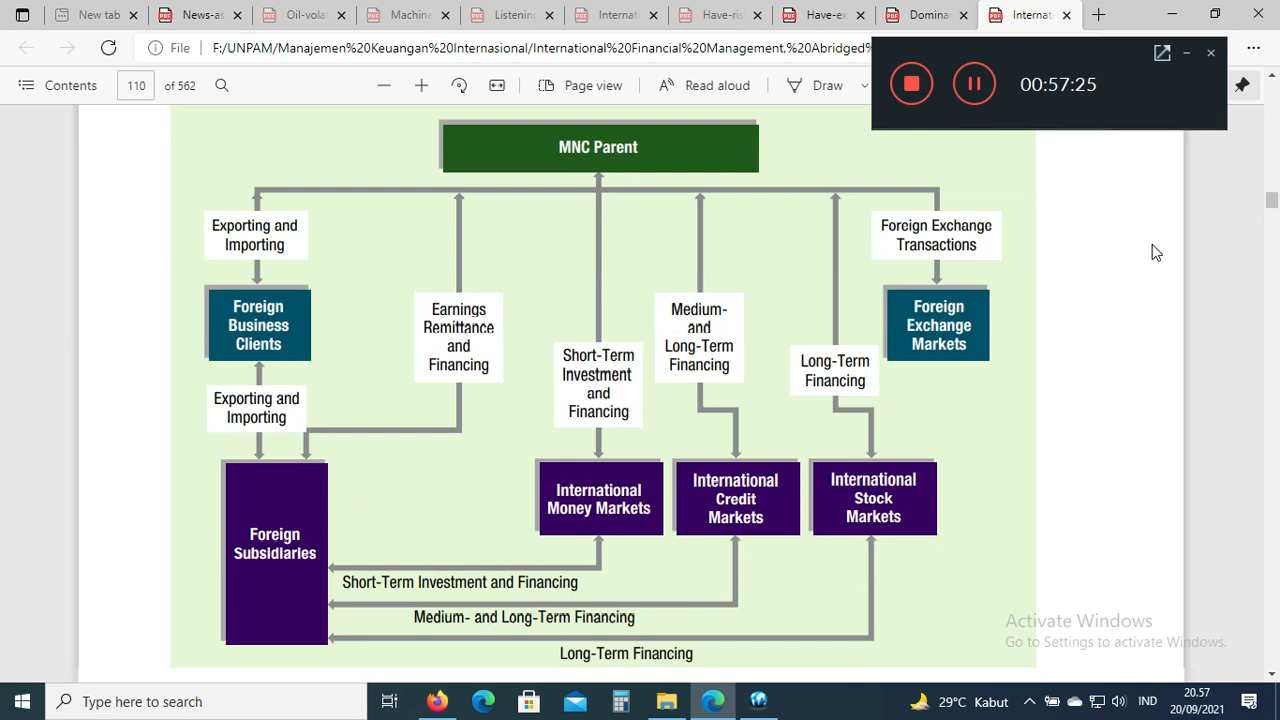 New tab
News-as
Oil-vola
Machine
Listening
Internat
Have-ris
Have-ex
Domina
Internat
File
F:/UNPAM/Manajemen%20Keuangan%20Internasional/International%20Financial%20Management,%20Abridged%
00:57:25
Contents
110
of 562
Page view
Read aloud
Draw
MNC Parent
Exporting and
Importing
Foreign Exchange
Transactions
Foreign
Business
Clients
Earnings
Remittance
and
Financing
Short-Term
Investment
and
Financing
Medium-
and
Long-Term
Financing
Long-Term
Financing
Foreign
Exchange
Markets
Exporting and
Importing
Foreign
Subsidiaries
International
Money Markets
International
Credit
Markets
International
Stock
Markets
Short-Term Investment and Financing
Medium- and Long-Term Financing
Long-Term Financing
Activate Windows
Go to Settings to activate Windows.
Type here to search
29°C Kabut
IND
20.57
20/09/2021